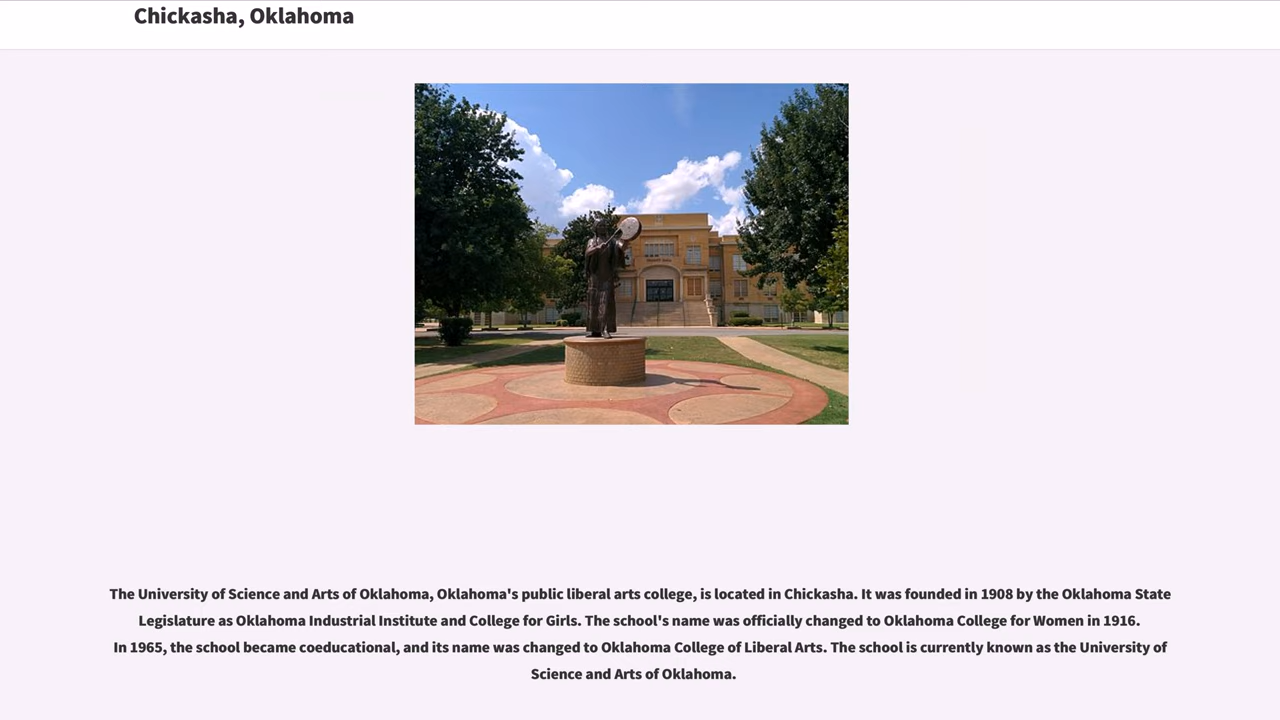 Chickasha, Oklahoma
The University of Science and Arts of Oklahoma, Oklahoma's public liberal arts college, is located in Chickasha. It was founded in 1908 by the Oklahoma State
Legislature as Oklahoma Industrial Institute and College for Girls. The school's name was officially changed to Oklahoma College for Women in 1916.
In 1965, the school became coeducational, and its name was changed to Oklahoma College of Liberal Arts. The school is currently known as the University of
Science and Arts of Oklahoma.